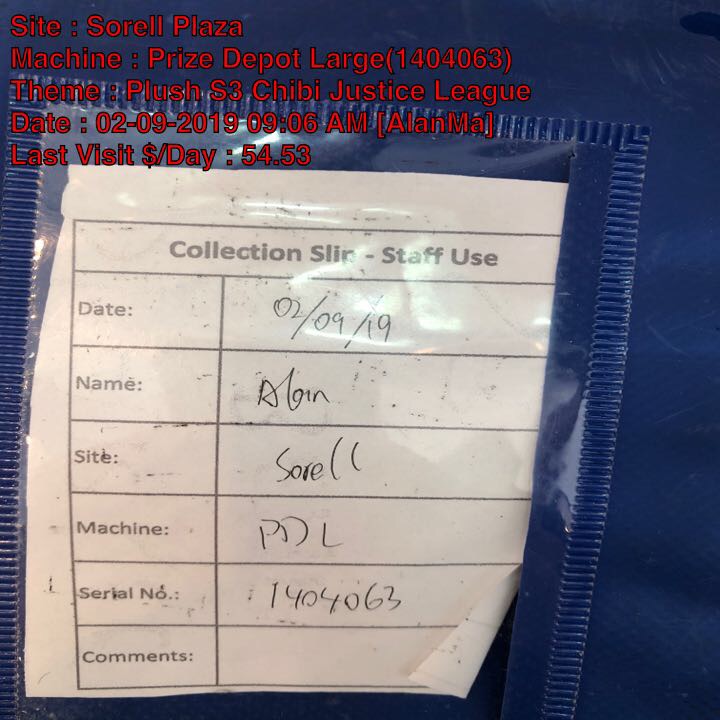 Site : Sorell Plaza
Machine : Prize Depot Large(1404063)
Theme : Plush S3 Chibi Justice League
Date : 02-09-2019 09:06 AM [AlanMa]
Last Visit $/Day : 54.53
Collection Slip - Staff Use
Date: 02/09/19
Name: Alan
Site: Sorell
Machine: PDL
Serial No.: 1404063
Comments: